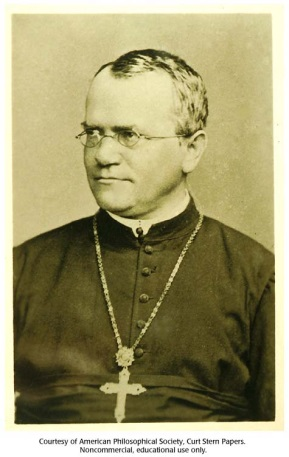 Courtesy of American Philosophical Society, Curt Stern Papers.
Noncommercial, educational use only.